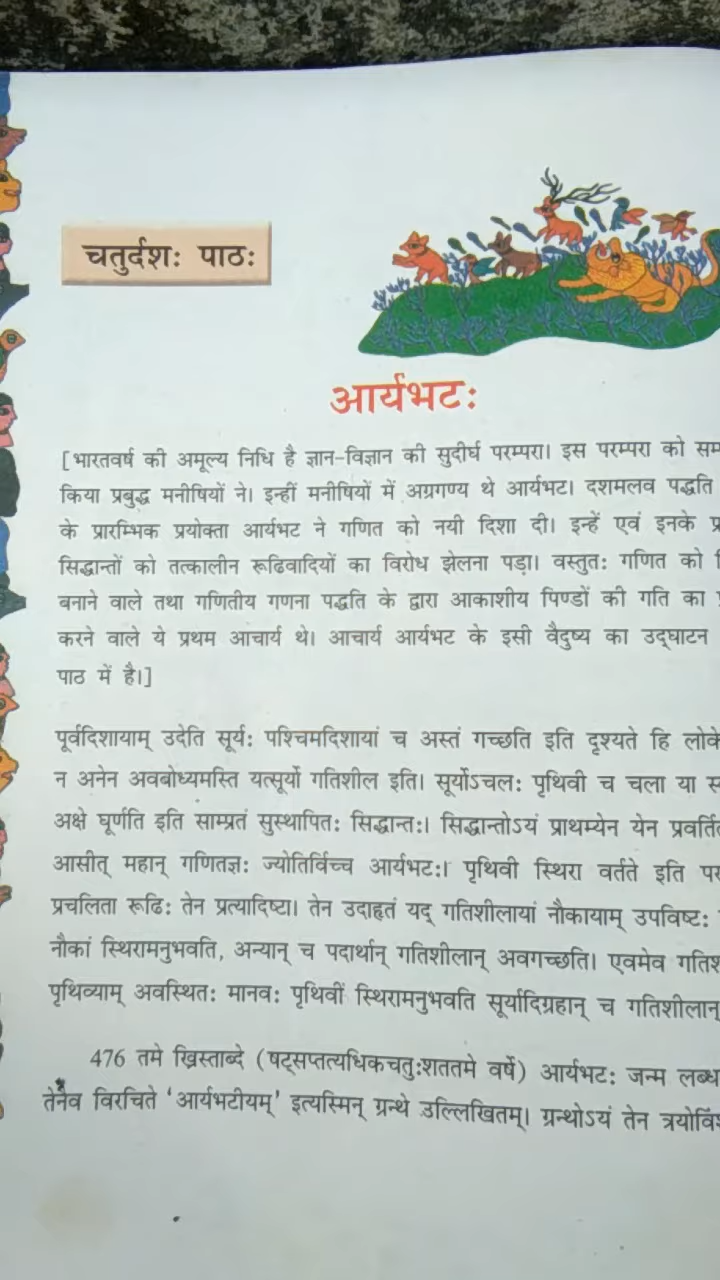 चतुर्दशः पाठः
आर्यभटः
[भारतवर्ष की अमूल्य निधि है ज्ञान-विज्ञान की सुदीर्घ परम्परा। इस परम्परा को
किया प्रबुद्ध मनीषियों ने। इन्हीं मनीषियों में अग्रगण्य थे आर्यभट। दशमलव पद्धति
के प्रारम्भिक प्रयोक्ता आर्यभट ने गणित को नयी दिशा दी। इन्हें एवं इनके
सिद्धान्तों को तत्कालीन रूढिवादियों का विरोध झेलना पड़ा। वस्तुतः गणित को
बनाने वाले तथा गणितीय गणना पद्धति के द्वारा आकाशीय पिण्डों की गति का
करने वाले ये प्रथम आचार्य थे। आचार्य आर्यभट के इसी वैदुष्य का उद्‌घाटन
पाठ में है।]
पूर्वदिशायाम् उदेति सूर्यः पश्चिमदिशायां च अस्तं गच्छति इति दृश्यते हि लोके
न अनेन अवबोध्यमस्ति यत्सूर्यो गतिशील इति। सूर्योऽचलः पृथिवी च चला या
अक्षे घूर्णति इति साम्प्रतं सुस्थापितः सिद्धान्तः। सिद्धान्तोऽयं प्राथम्येन येन
आसीत् महान् गणितज्ञः ज्योतिर्विच्च आर्यभटः। पृथिवी स्थिरा वर्तते इति
प्रचलिता रूढिः तेन प्रत्यादिष्टा। तेन उदाहृतं यद् गतिशीलायां नौकायाम् उपविष्टः
नौकां स्थिरामनुभवति, अन्यान् च पदार्थान् गतिशीलान् अवगच्छति। एवमेव
पृथिव्याम् अवस्थितः मानवः पृथिवीं स्थिरामनुभवति सूर्यादिग्रहान् च गतिशीलान्
476 तमे ख्रिस्ताब्दे (षट्सप्तत्यधिकचतुःशततमे वर्षे) आर्यभटः जन्म
तेनैव विरचिते ‘आर्यभटीयम्’ इत्यस्मिन् ग्रन्थे उल्लिखितम्। ग्रन्थोऽयं तेन